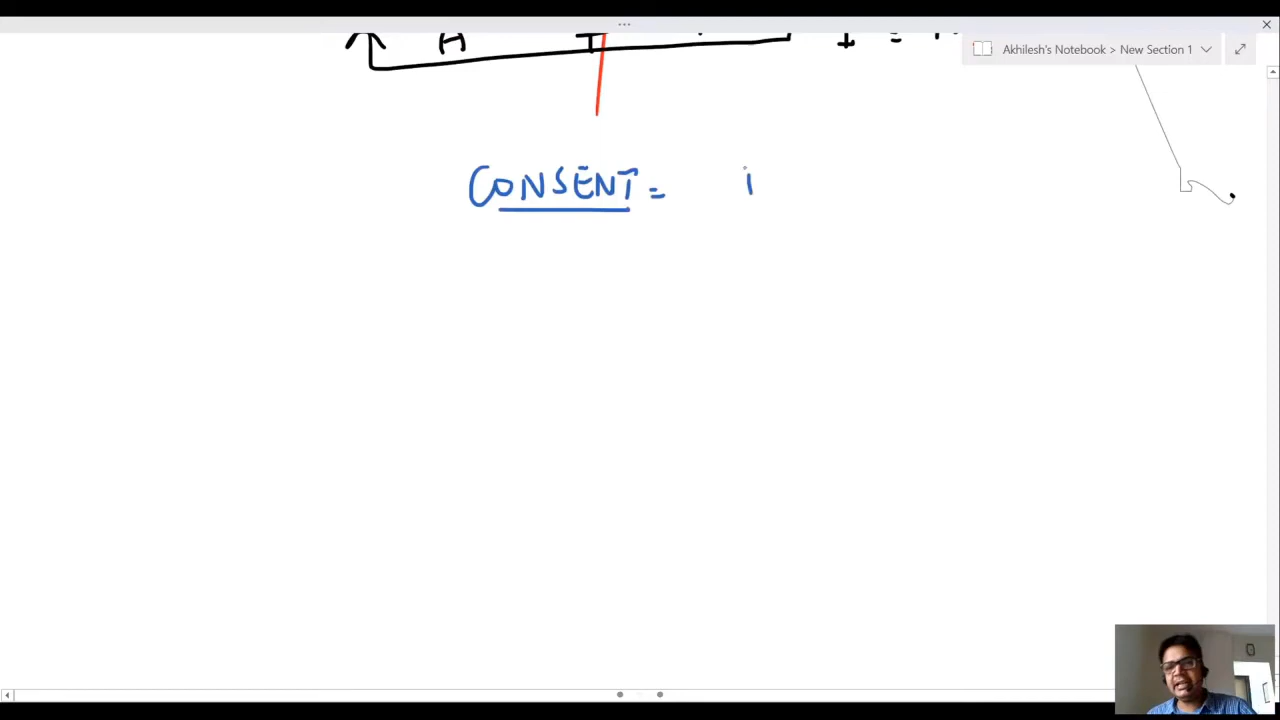 A I I =
Akhilesh's Notebook > New Section 1
CONSENT = i